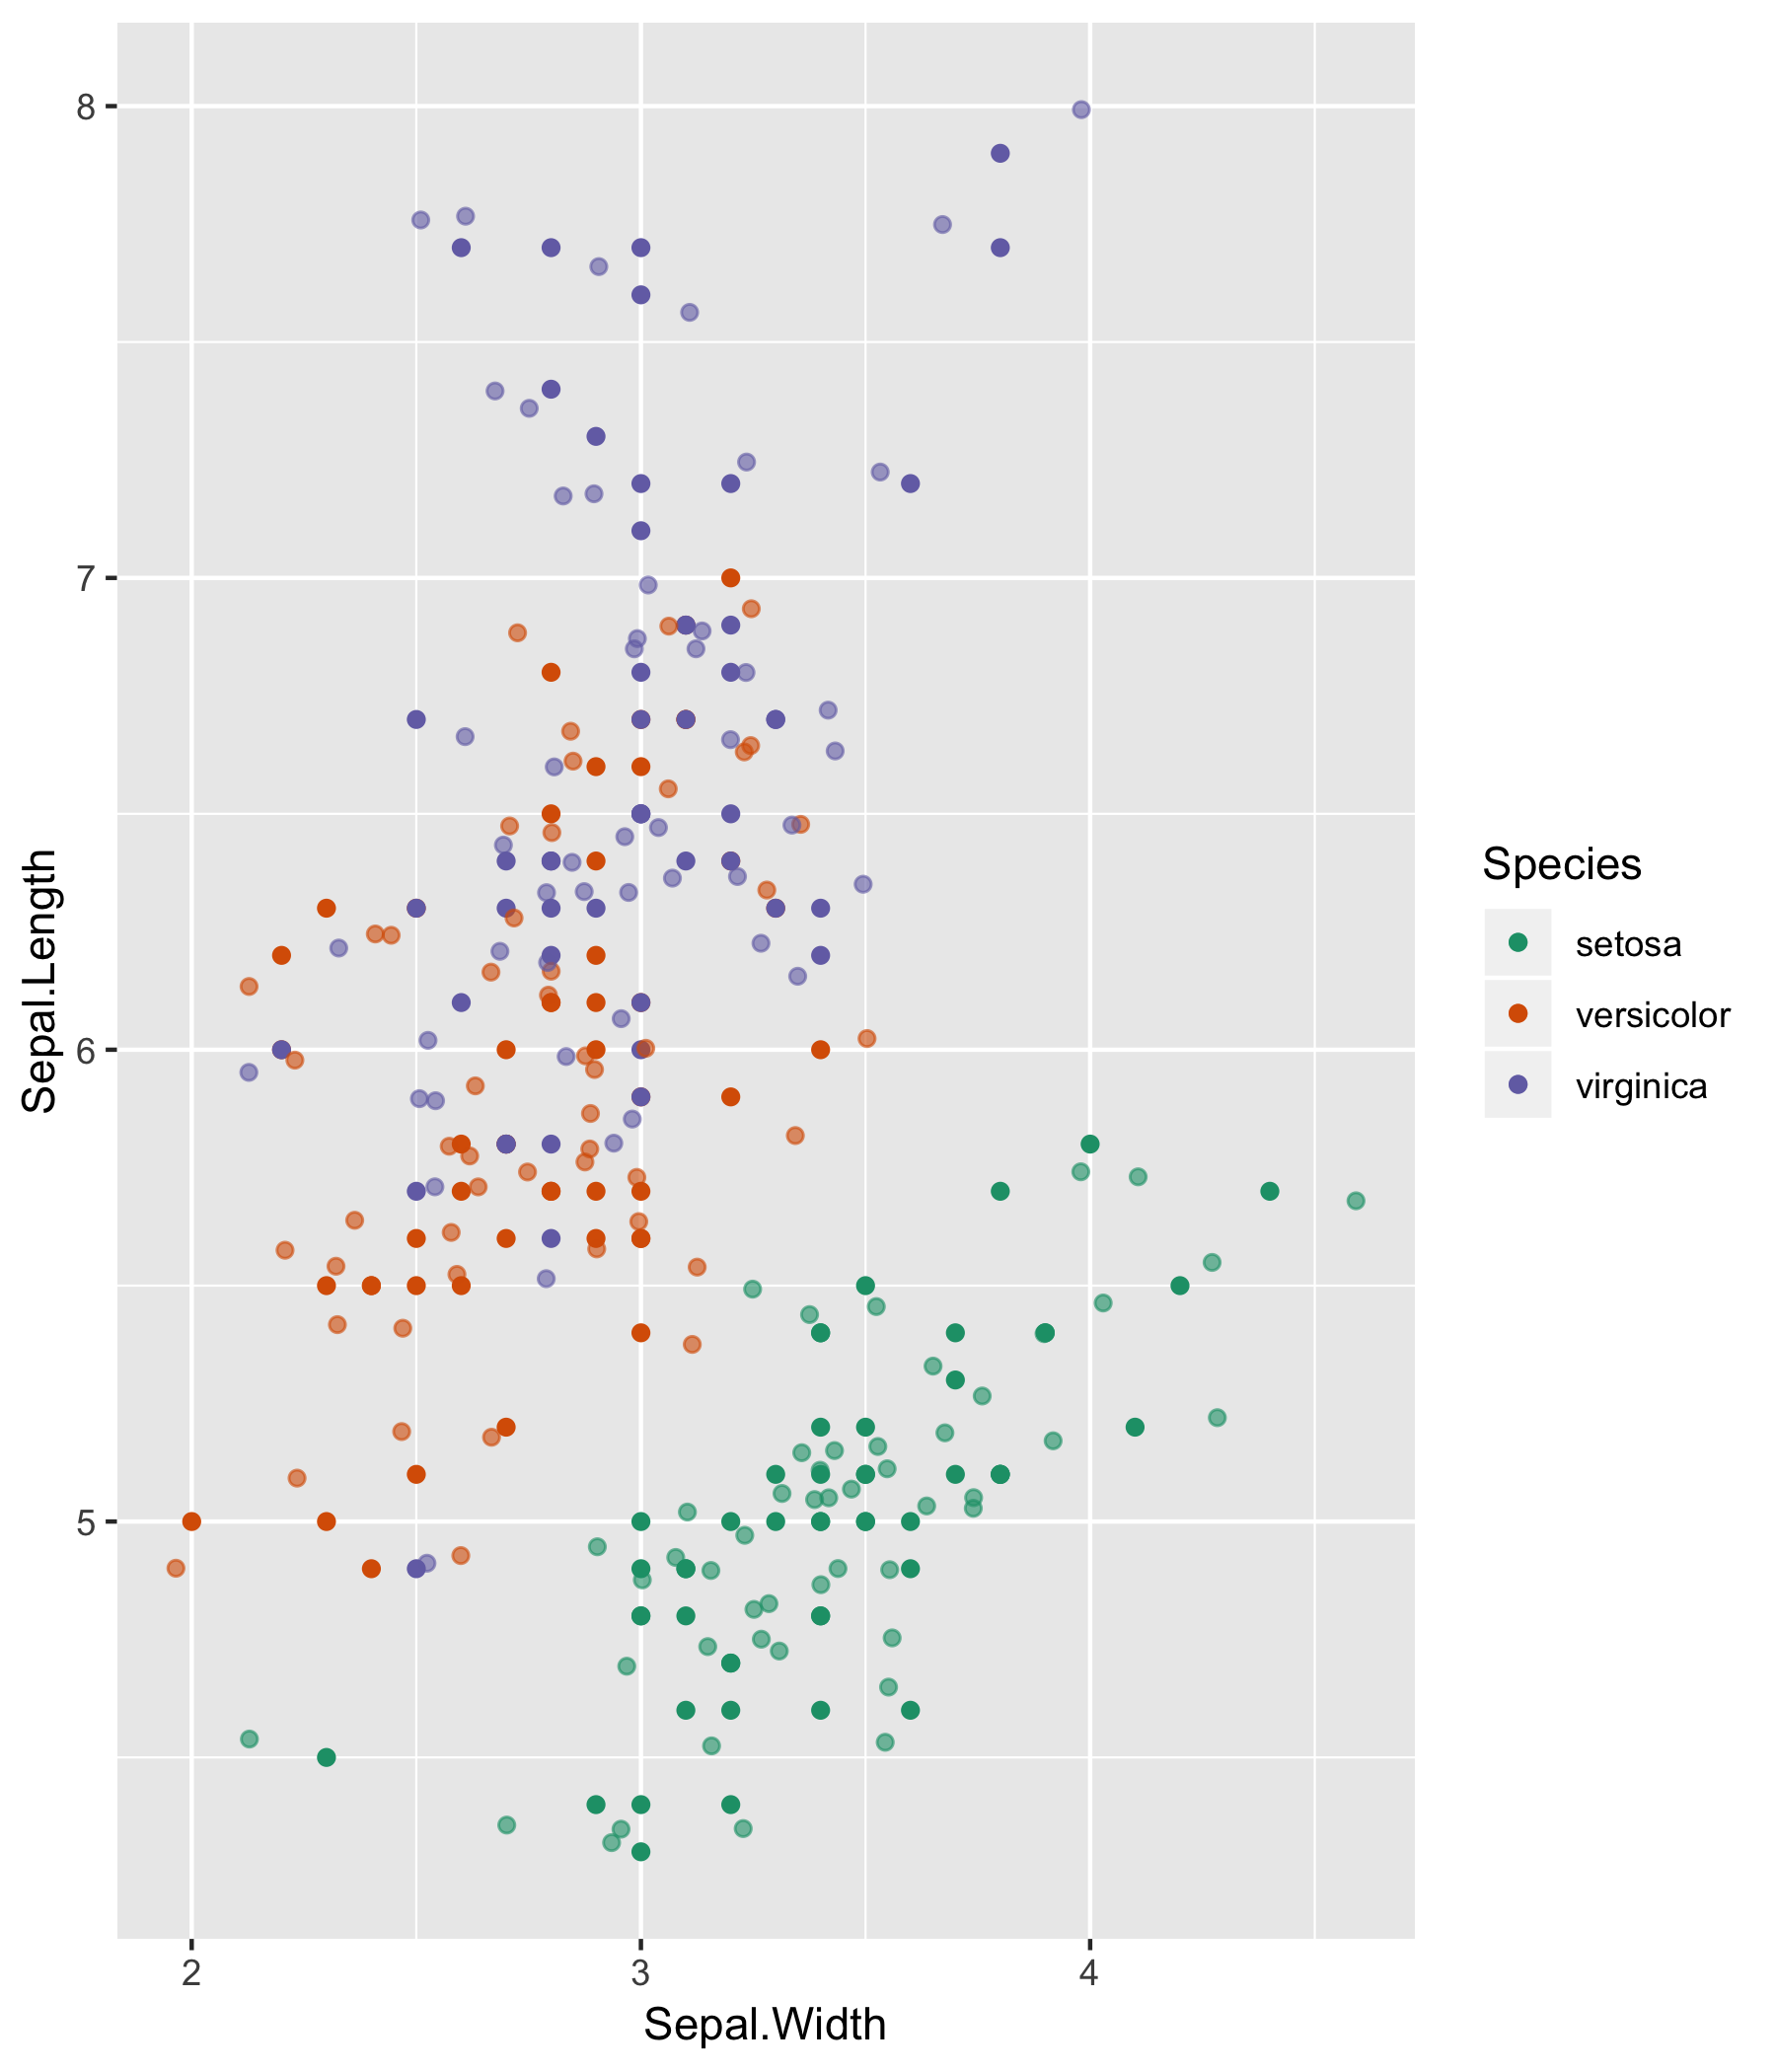 8
7
6
5
2
3
4
Sepal.Length
Sepal.Width
Species
setosa
versicolor
virginica